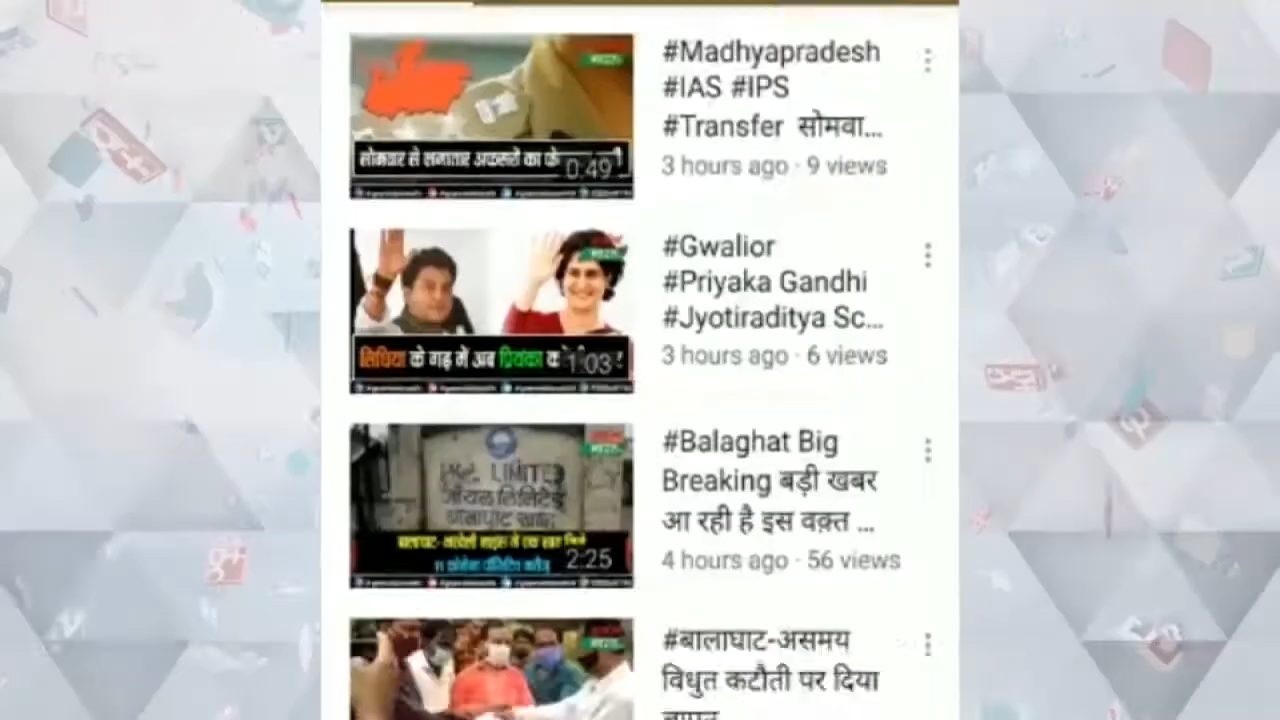 #Madhyapradesh
#IAS #IPS
#Transfer सोमवा...
3 hours ago · 9 views
सोमवार से लगातार अफसरों का
0:49
#Gwalior
#Priyaka Gandhi
#Jyotiraditya Sc...
3 hours ago · 6 views
सिंधिया के गढ़ में अब प्रियंका
1:03
#Balaghat Big
Breaking बड़ी खबर
आ रही है इस वक़्त ...
4 hours ago · 56 views
LIMITED
लिमिटेड
2:25
#बालाघाट-असमय
विधुत कटौती पर दिया